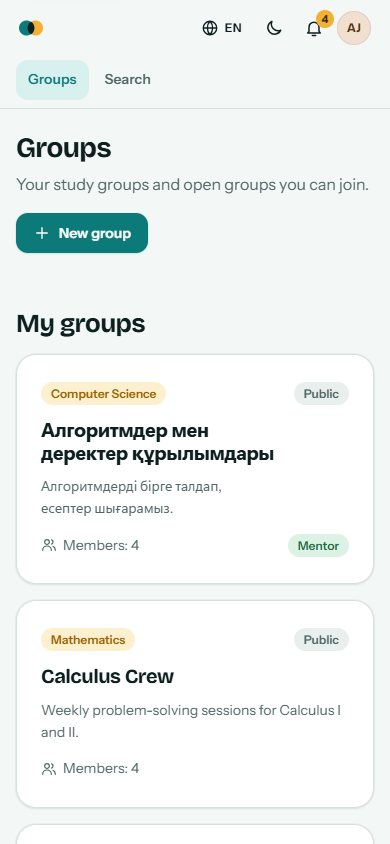 EN
4
AJ
Groups Search
Groups
Your study groups and open groups you can join.
New group
My groups
Computer Science Public
Алгоритмдер мен
деректер құрылымдары
Алгоритмдерді бірге талдап,
есептер шығарамыз.
Members: 4 Mentor
Mathematics Public
Calculus Crew
Weekly problem-solving sessions for Calculus I
and II.
Members: 4